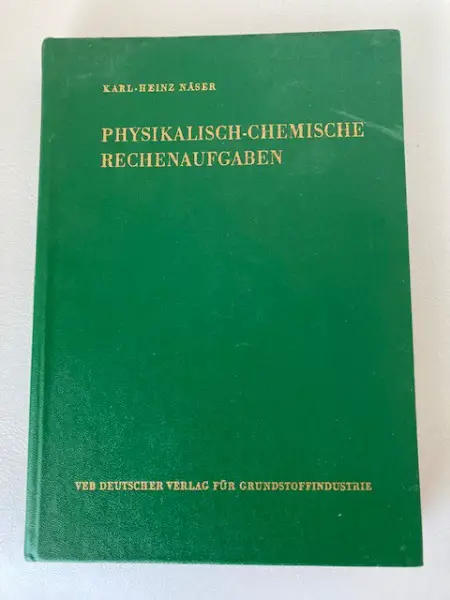 KARL-HEINZ NÄSER
PHYSIKALISCH-CHEMISCHE
RECHENAUFGABEN
VEB DEUTSCHER VERLAG FÜR GRUNDSTOFFINDUSTRIE